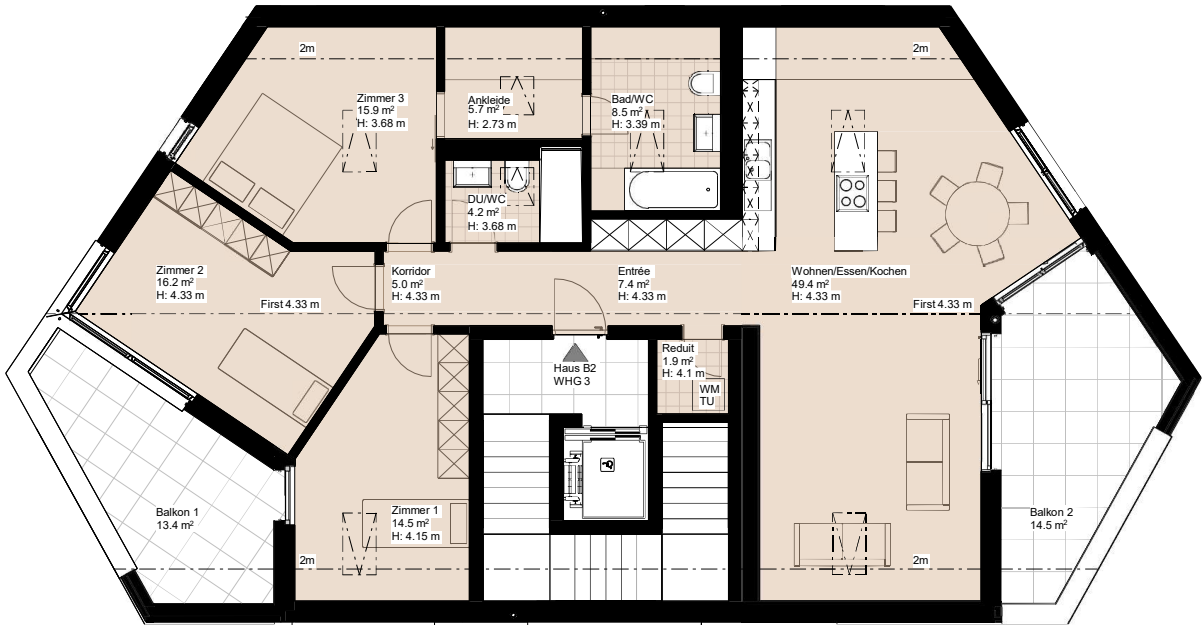 2m
2m
Zimmer 3
15.9 m²
H: 3.68 m
Ankleide
5.7 m²
H: 2.73 m
Bad/WC
8.5 m²
H: 3.39 m
DU/WC
4.2 m²
H: 3.68 m
Zimmer 2
16.2 m²
H: 4.33 m
Korridor
5.0 m²
H: 4.33 m
Entrée
7.4 m²
H: 4.33 m
Wohnen/Essen/Kochen
49.4 m²
H: 4.33 m
First 4.33 m
First 4.33 m
Reduit
1.9 m²
H: 4.1 m
WM
TU
Haus B2
WHG 3
Balkon 1
13.4 m²
Zimmer 1
14.5 m²
H: 4.15 m
Balkon 2
14.5 m²
2m
2m